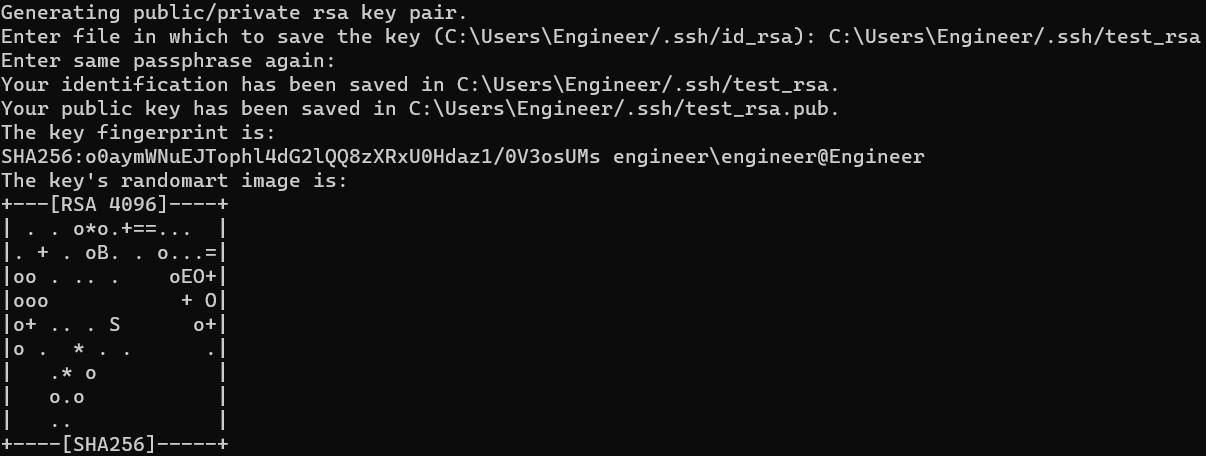 Generating public/private rsa key pair.
Enter file in which to save the key (C:\Users\Engineer/.ssh/id_rsa): C:\Users\Engineer/.ssh/test_rsa
Enter same passphrase again:
Your identification has been saved in C:\Users\Engineer/.ssh/test_rsa.
Your public key has been saved in C:\Users\Engineer/.ssh/test_rsa.pub.
The key fingerprint is:
SHA256:o0aymWNuEJTophl4dG2lQQ8zXRxU0Hdaz1/0V3osUMs engineer\engineer@Engineer
The key's randomart image is:
+---[RSA 4096]----+
| . . o*o.+==...  |
|. + . oB. . o...=|
|oo . .. .    oEO+|
|ooo           + O|
|o+ .. . S      o+|
|o .  * . .      .|
|   .* o          |
|   o.o           |
|   ..            |
+----[SHA256]-----+